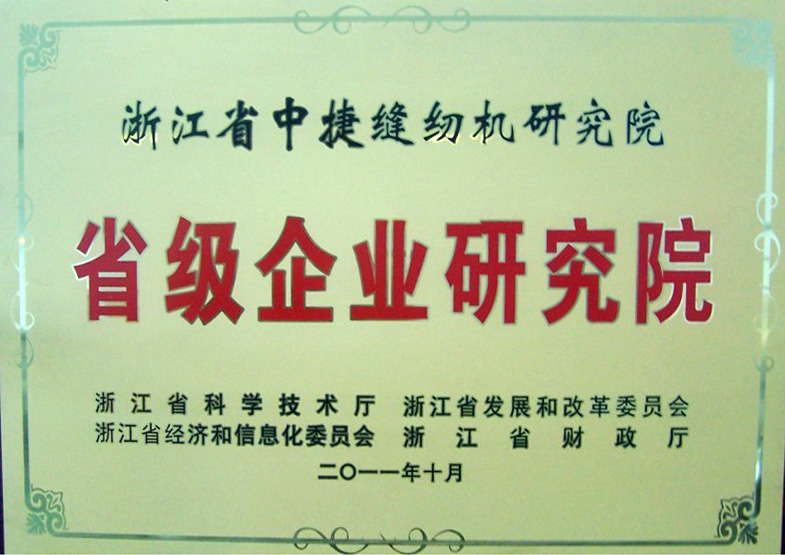 浙江省中捷缝纫机研究院
省级企业研究院
浙江省科学技术厅 浙江省发展和改革委员会
浙江省经济和信息化委员会 浙江省财政厅
二〇一一年十月